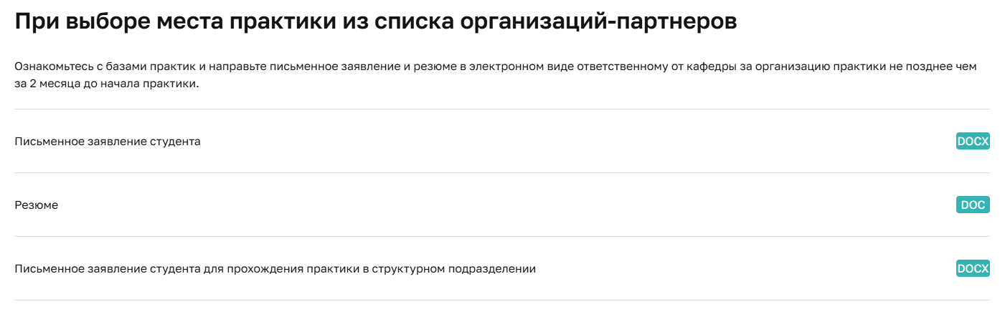 При выборе места практики из списка организаций-партнеров
Ознакомьтесь с базами практик и направьте письменное заявление и резюме в электронном виде ответственному от кафедры за организацию практики не позднее чем
за 2 месяца до начала практики.
Письменное заявление студента DOCX
Резюме DOC
Письменное заявление студента для прохождения практики в структурном подразделении DOCX